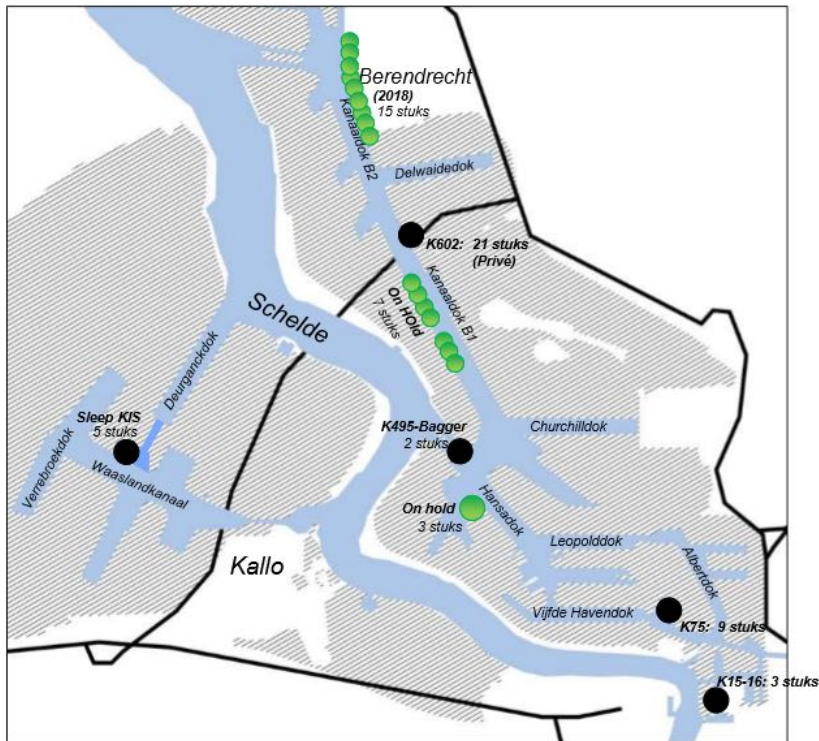 Berendrecht
(2018)
15 stuks
Kanaaldok B2
Delwaidedok
K602: 21 stuks
(Privé)
Kanaaldok B1
On HOld
7 stuks
Schelde
Deurganckdok
Sleep KIS
5 stuks
Verrebroekdok
Waaslandkanaal
K495-Bagger
2 stuks
Churchilldok
On hold
3 stuks
Hansadok
Leopolddok
Albertdok
Kallo
Vijfde Havendok
K75: 9 stuks
K15-16: 3 stuks